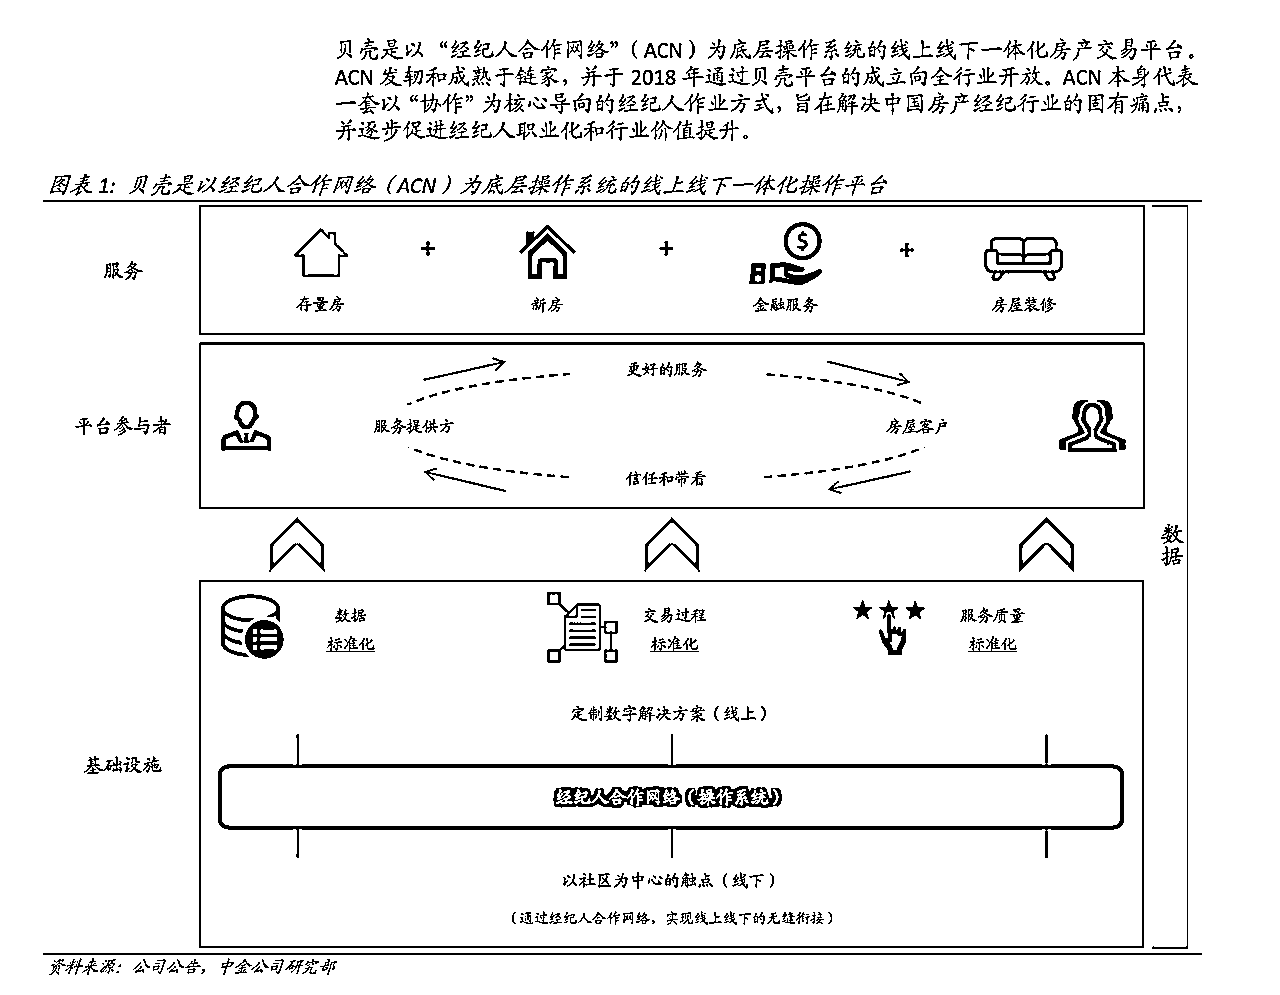 贝壳是以“经纪人合作网络”（ACN）为底层操作系统的线上线下一体化房产交易平台。
ACN 发轫和成熟于链家，并于 2018 年通过贝壳平台的成立向全行业开放。ACN 本身代表
一套以“协作”为核心导向的经纪人作业方式，旨在解决中国房产经纪行业的固有痛点，
并逐步促进经纪人职业化和行业价值提升。
图表 1: 贝壳是以经纪人合作网络（ACN）为底层操作系统的线上线下一体化操作平台
服务
+ + +
存量房 新房 金融服务 房屋装修
更好的服务
平台参与者 服务提供方 房屋客户
信任和带看
数据
数据 交易过程 服务质量
标准化 标准化 标准化
定制数字解决方案（线上）
基础设施
经纪人合作网络（操作系统）
以社区为中心的触点（线下）
（通过经纪人合作网络，实现线上线下的无缝衔接）
资料来源：公司公告，中金公司研究部